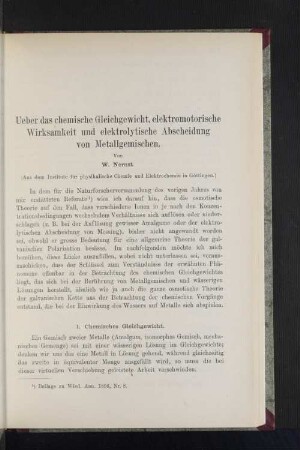 Ueber das chemische Gleichgewicht, elektromotorische
Wirksamkeit und elektrolytische Abscheidung
von Metallgemischen.
Von
W. Nernst.
(Aus dem Institute für physikalische Chemie und Elektrochemie in Göttingen.)
In dem für die Naturforscherversammlung des vorigen Jahres von
mir erstatteten Referate¹) wies ich darauf hin, dass die osmotische
Theorie auf den Fall, dass verschiedene Ionen je nach den Konzen-
trationsbedingungen wechselndem Verhältnisse sich auflösen oder nieder-
schlagen (z. B. bei der Auflösung gewisser Amalgame oder der elektro-
lytischen Abscheidung von Messing), bisher nicht angewandt worden
sei, obwohl er grosse Bedeutung für eine allgemeine Theorie der gal-
vanischen Polarisation besitzt. Im nachfolgenden möchte ich mich
bemühen, diese Lücke auszufüllen, wobei nicht unterlassen sei, voraus-
zuschicken, dass der Schlüssel zum Verständnisse der erwähnten Phä-
nomene offenbar in der Betrachtung des chemischen Gleichgewichtes
liegt, das sich bei der Berührung von Metallgemischen und wässeriger
Lösungen herstellt, ähnlich wie ja auch die ganze osmotische Theorie
der galvanischen Kette aus der Betrachtung der chemischen Vorgänge
entstand, die bei der Einwirkung des Wassers auf Metalle sich abspielen.
1. Chemisches Gleichgewicht.
Ein Gemisch zweier Metalle (Amalgam, isomorphes Gemisch, mecha-
nisches Gemenge) sei mit einer wässerigen Lösung im Gleichgewicht;
denken wir uns das eine Metall in Lösung gehend, während gleichzeitig
das zweite in äquivalenter Menge ausgefällt wird, so muss die bei
dieser virtuellen Verschiebung geleistete Arbeit verschwinden.
¹) Beilage zu Wied. Ann. 1896, Nr. 8.